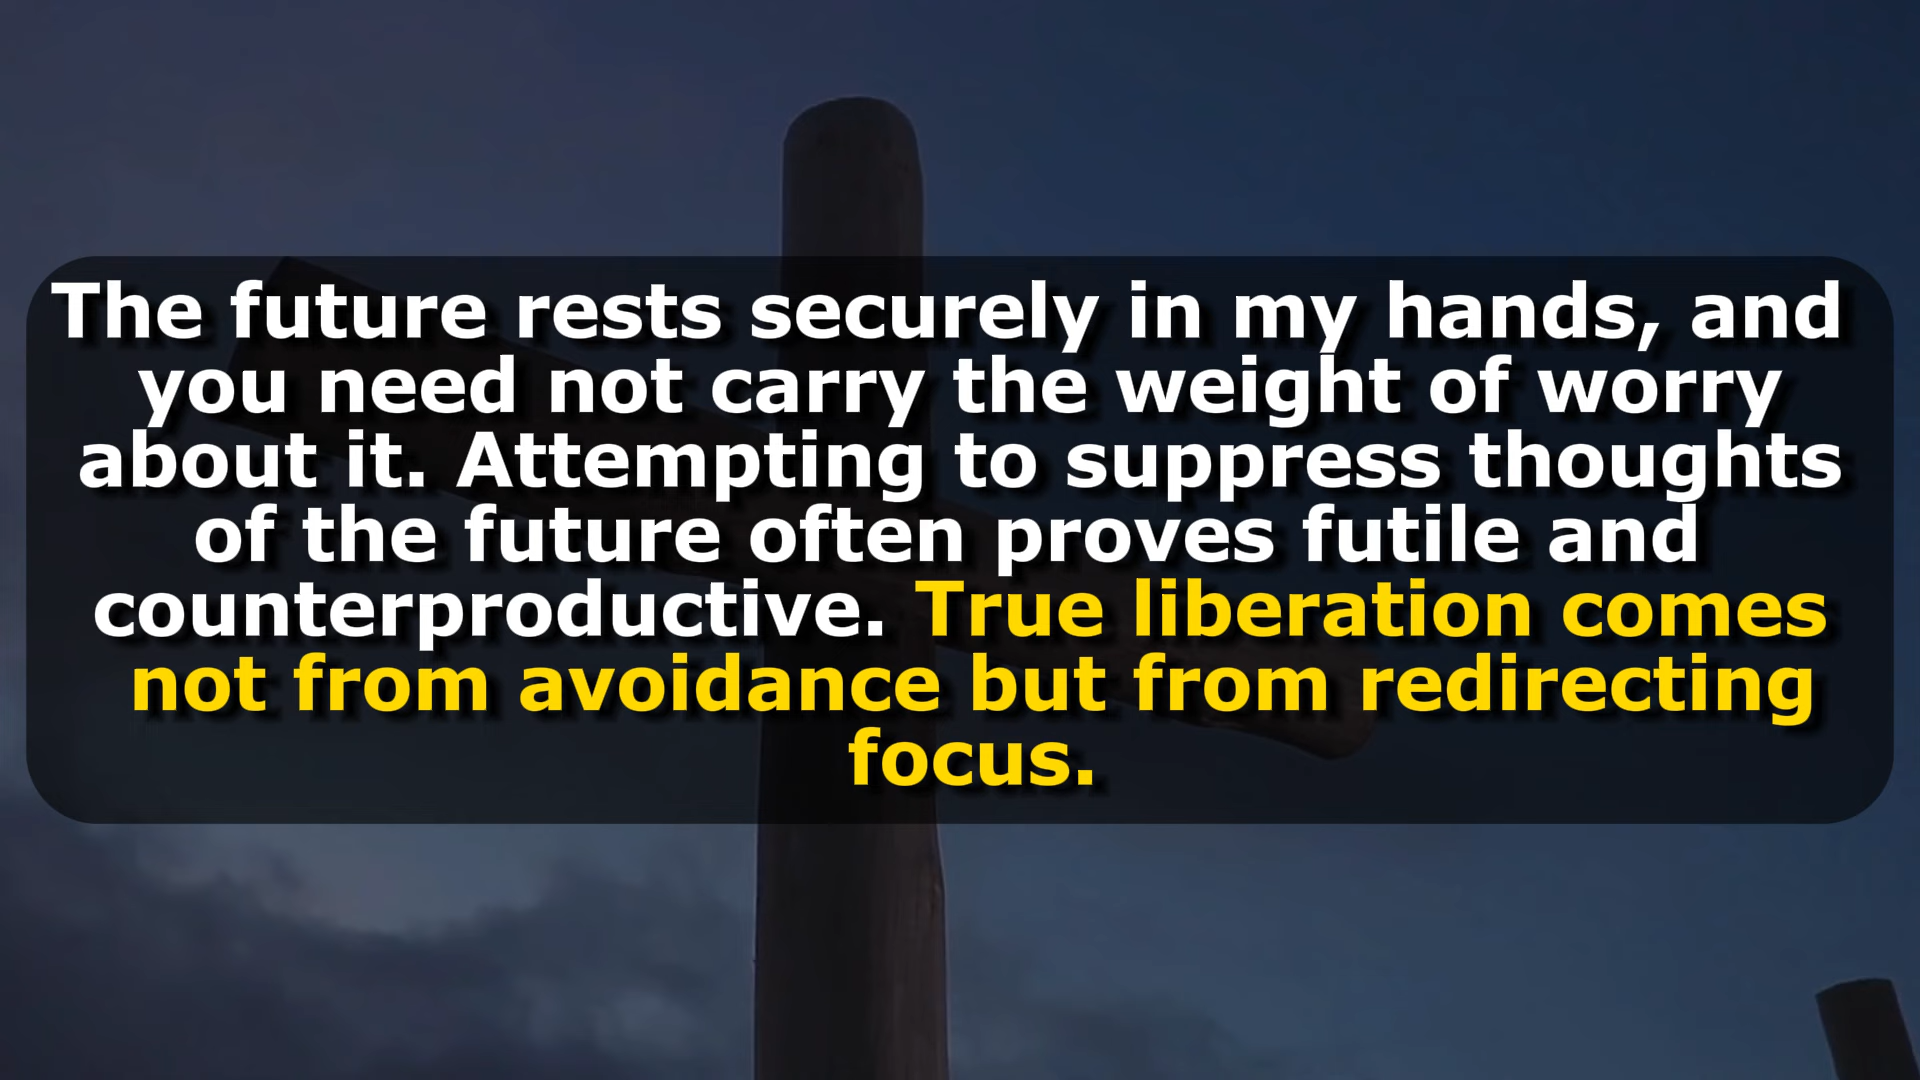 The future rests securely in my hands, and
you need not carry the weight of worry
about it. Attempting to suppress thoughts
of the future often proves futile and
counterproductive. True liberation comes
not from avoidance but from redirecting
focus.